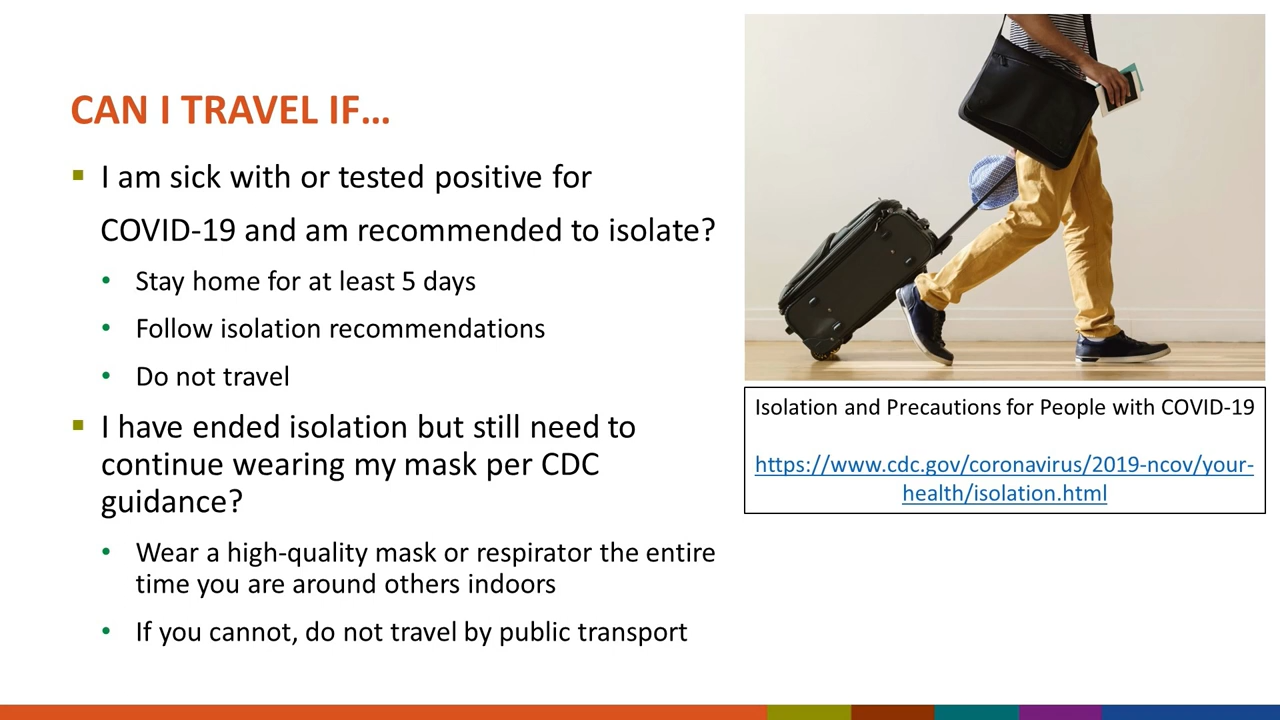 CAN I TRAVEL IF...
▪ I am sick with or tested positive for
COVID-19 and am recommended to isolate?
• Stay home for at least 5 days
• Follow isolation recommendations
• Do not travel
▪ I have ended isolation but still need to
continue wearing my mask per CDC
guidance?
• Wear a high-quality mask or respirator the entire
time you are around others indoors
• If you cannot, do not travel by public transport
Isolation and Precautions for People with COVID-19
https://www.cdc.gov/coronavirus/2019-ncov/your-
health/isolation.html